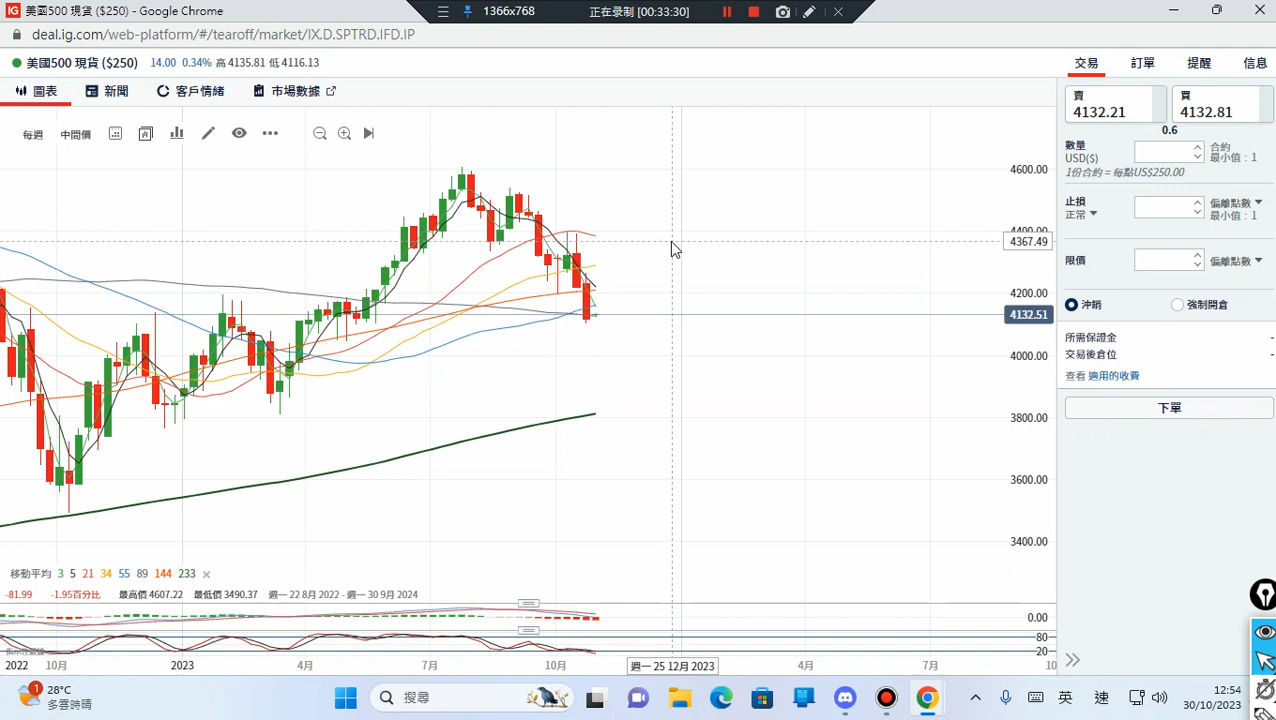 美國500 現貨 ($250) - Google Chrome
1366x768
正在录制 [00:33:30]
deal.ig.com/web-platform/#/tearoff/market/IX.D.SPTRD.IFD.IP
美國500 現貨 ($250) 14.00 0.34% 高 4135.81 低 4116.13
交易 訂單 提醒 信息
圖表 新聞 客戶情緒 市場數據
每週 中間價
賣 買
4132.21 4132.81
0.6
數量 合約
USD($) 最小值：1
1份合約 = 每點US$250.00
止損 偏離點數
正常 最小值：1
限價 偏離點數
沖銷 強制開倉
所需保證金 -
交易後倉位 -
查看 適用的收費
下單
4600.00
4400.00
4367.49
4200.00
4132.51
4000.00
3800.00
3600.00
3400.00
移動平均 3 5 21 34 55 89 144 233
-81.99 -1.95百分比 最高價 4607.22 最低價 3490.37 週一 22 8月 2022 - 週一 30 9月 2024
0.00
80
20
2022 10月 2023 4月 7月 10月 週一 25 12月 2023 4月 7月 10
1
28°C
多雲時晴
搜尋
英
速
12:54
30/10/2023